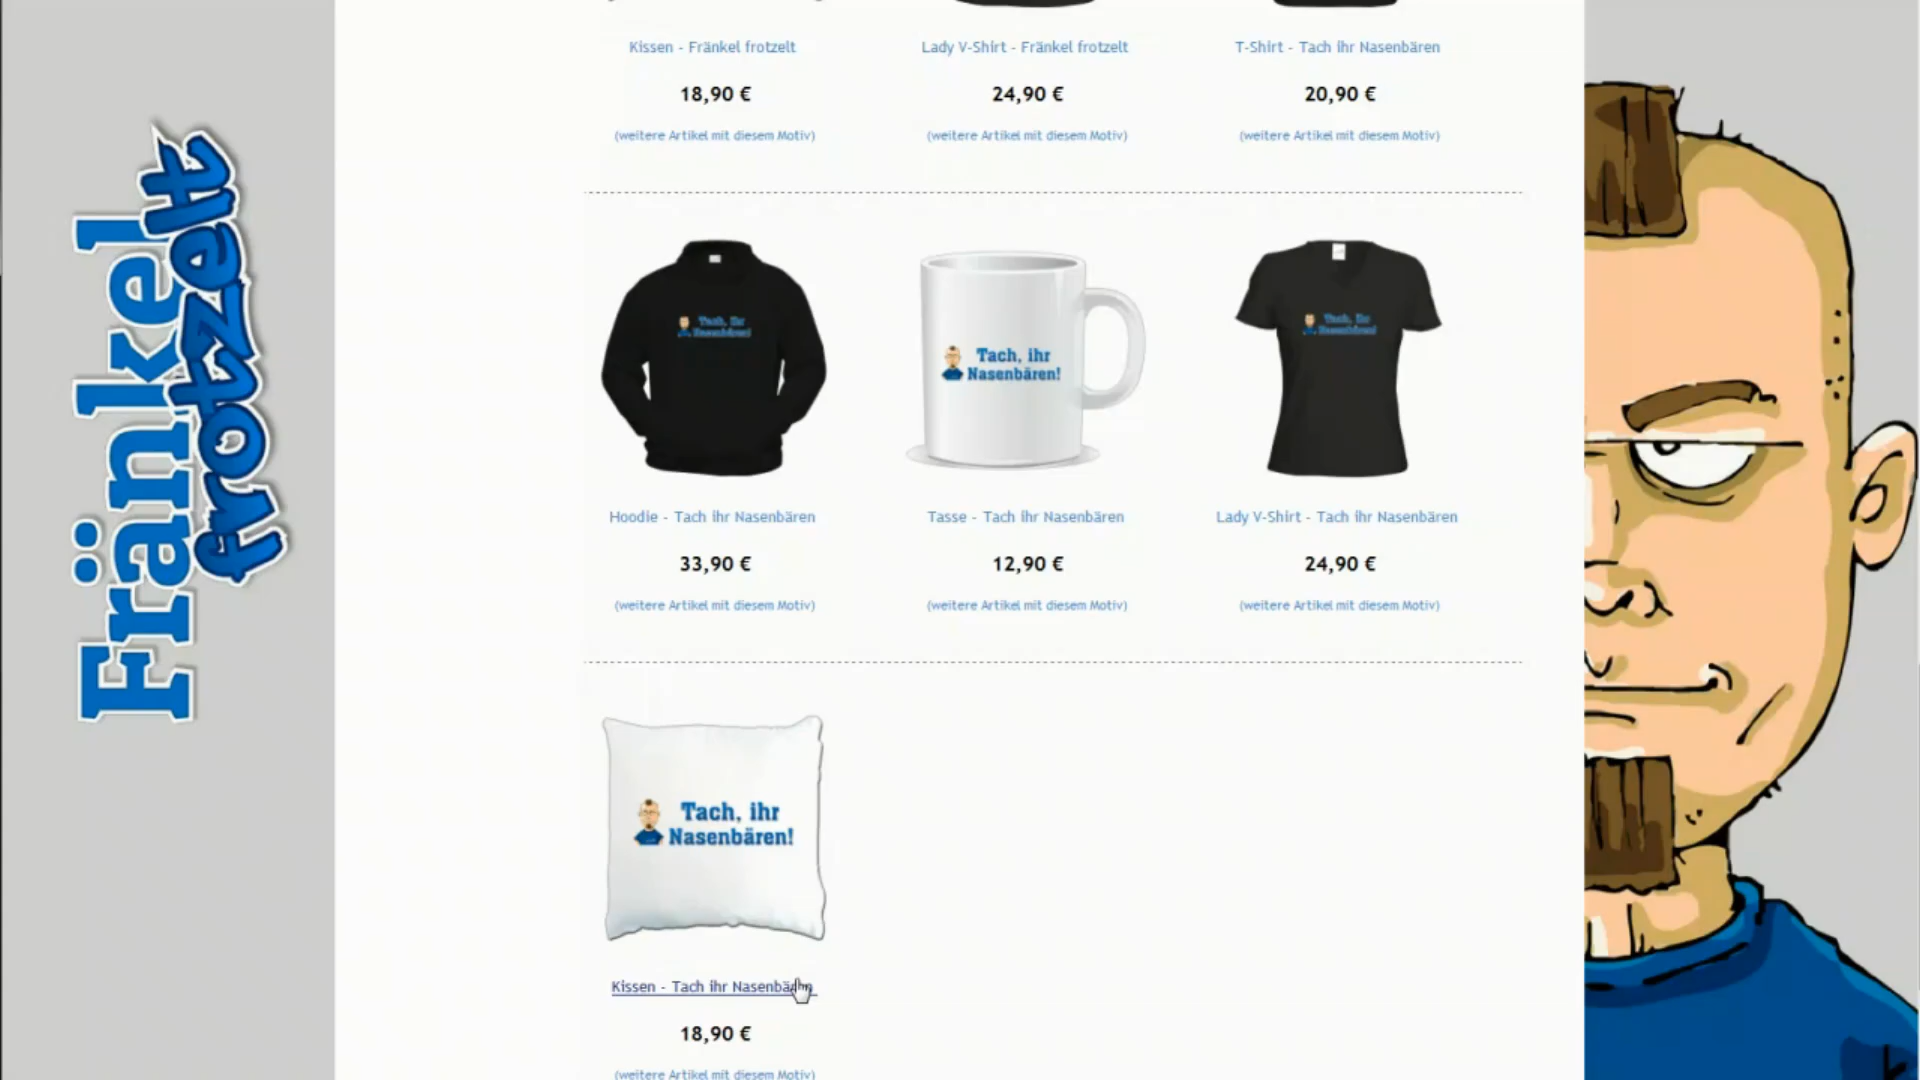 Fränkel
frotzelt
Kissen - Fränkel frotzelt
Lady V-Shirt - Fränkel frotzelt
T-Shirt - Tach ihr Nasenbären
18,90 €
24,90 €
20,90 €
(weitere Artikel mit diesem Motiv)
(weitere Artikel mit diesem Motiv)
(weitere Artikel mit diesem Motiv)
Tach, ihr
Nasenbären!
Tach, ihr
Nasenbären!
Tach, ihr
Nasenbären!
Hoodie - Tach ihr Nasenbären
Tasse - Tach ihr Nasenbären
Lady V-Shirt - Tach ihr Nasenbären
33,90 €
12,90 €
24,90 €
(weitere Artikel mit diesem Motiv)
(weitere Artikel mit diesem Motiv)
(weitere Artikel mit diesem Motiv)
Tach, ihr
Nasenbären!
Kissen - Tach ihr Nasenbären
18,90 €
(weitere Artikel mit diesem Motiv)